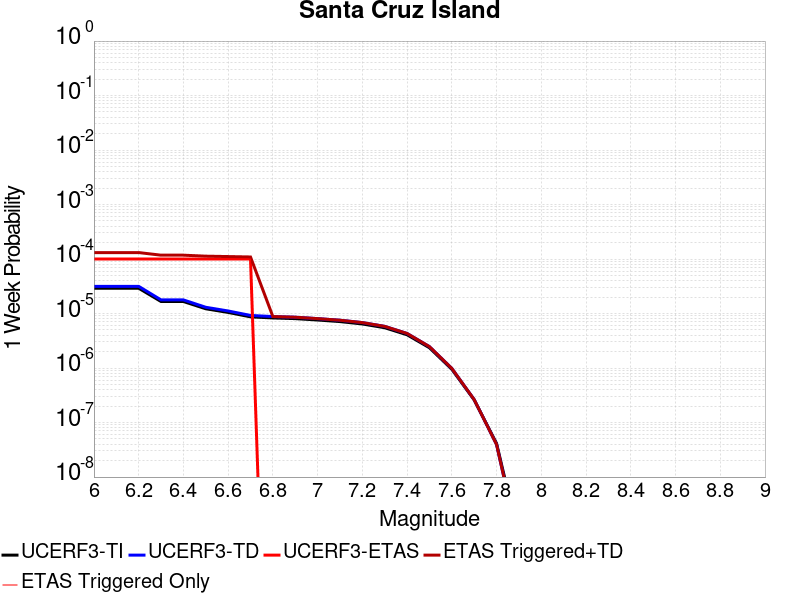 Santa Cruz Island
10^0
10^-1
10^-2
10^-3
10^-4
10^-5
10^-6
10^-7
10^-8
1 Week Probability
6 6.2 6.4 6.6 6.8 7 7.2 7.4 7.6 7.8 8 8.2 8.4 8.6 8.8 9
Magnitude
UCERF3-TI UCERF3-TD UCERF3-ETAS ETAS Triggered+TD
ETAS Triggered Only